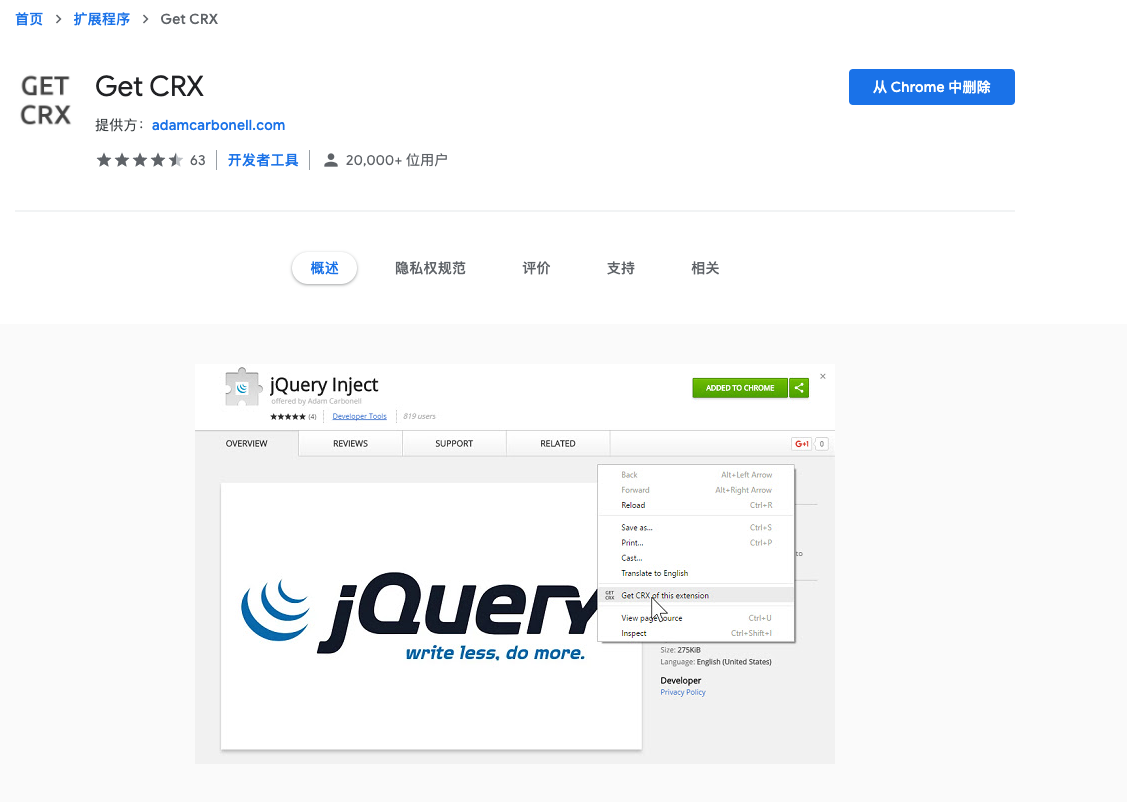 首页 > 扩展程序 > Get CRX
GET
CRX
Get CRX
从 Chrome 中删除
提供方： adamcarbonell.com
63 开发者工具 20,000+ 位用户
概述 隐私权规范 评价 支持 相关
jQuery Inject
offered by Adam Carbonell
ADDED TO CHROME
★★★★★ (4) Developer Tools 819 users
OVERVIEW REVIEWS SUPPORT RELATED
G+1 0
Back Alt+Left Arrow
Forward Alt+Right Arrow
Reload Ctrl+R
Save as... Ctrl+S
Print... Ctrl+P
Cast...
to
Translate to English
GET
CRX
Get CRX of this extension
View page source Ctrl+U
Inspect Ctrl+Shift+I
jQuery
write less, do more.
Size: 275KiB
Language: English (United States)
Developer
Privacy Policy